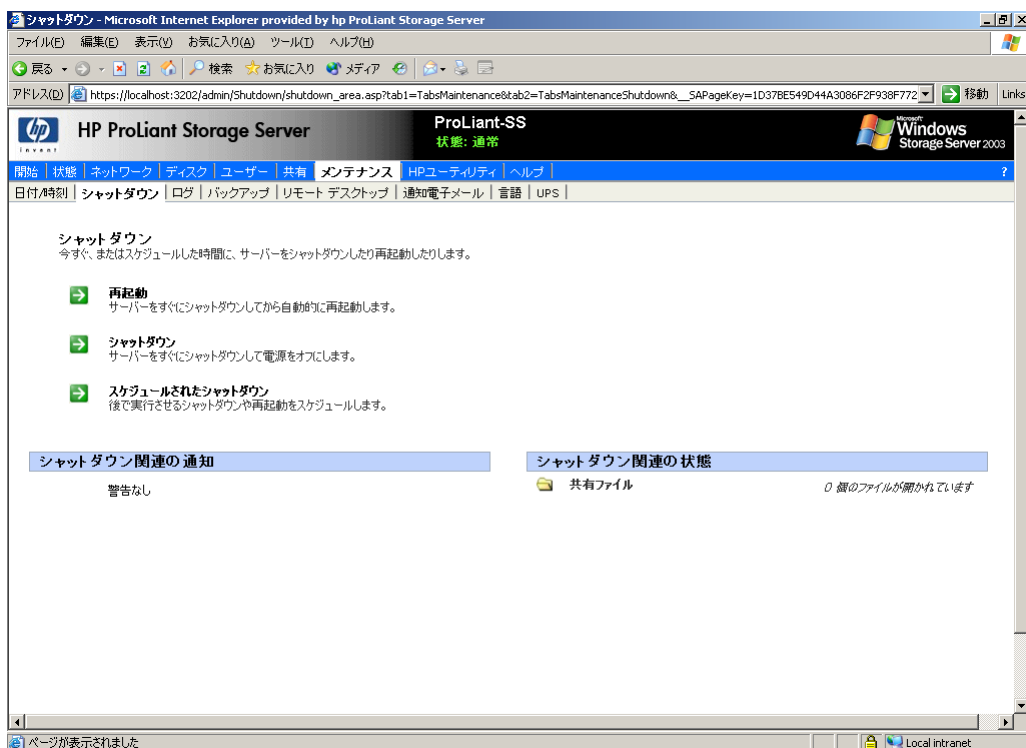 シャットダウン - Microsoft Internet Explorer provided by hp ProLiant Storage Server
ファイル(F) 編集(E) 表示(V) お気に入り(A) ツール(T) ヘルプ(H)
戻る 検索 お気に入り メディア
アドレス(D) https://localhost:3202/admin/Shutdown/shutdown_area.asp?tab1=TabsMaintenance&tab2=TabsMaintenanceShutdown&__SAPageKey=1D37BE549D44A3086F2F938F772 移動 Links
hp invent HP ProLiant Storage Server ProLiant-SS Microsoft Windows
状態: 通常 Storage Server 2003
開始 | 状態 | ネットワーク | ディスク | ユーザー | 共有 | メンテナンス | HPユーティリティ | ヘルプ | ?
日付/時刻 | シャットダウン | ログ | バックアップ | リモート デスクトップ | 通知電子メール | 言語 | UPS |
シャットダウン
今すぐ、またはスケジュールした時間に、サーバーをシャットダウンしたり再起動したりします。
再起動
サーバーをすぐにシャットダウンしてから自動的に再起動します。
シャットダウン
サーバーをすぐにシャットダウンして電源をオフにします。
スケジュールされたシャットダウン
後で実行させるシャットダウンや再起動をスケジュールします。
シャットダウン関連の通知
警告なし
シャットダウン関連の状態
共有ファイル 0 個のファイルが開かれています
ページが表示されました Local intranet